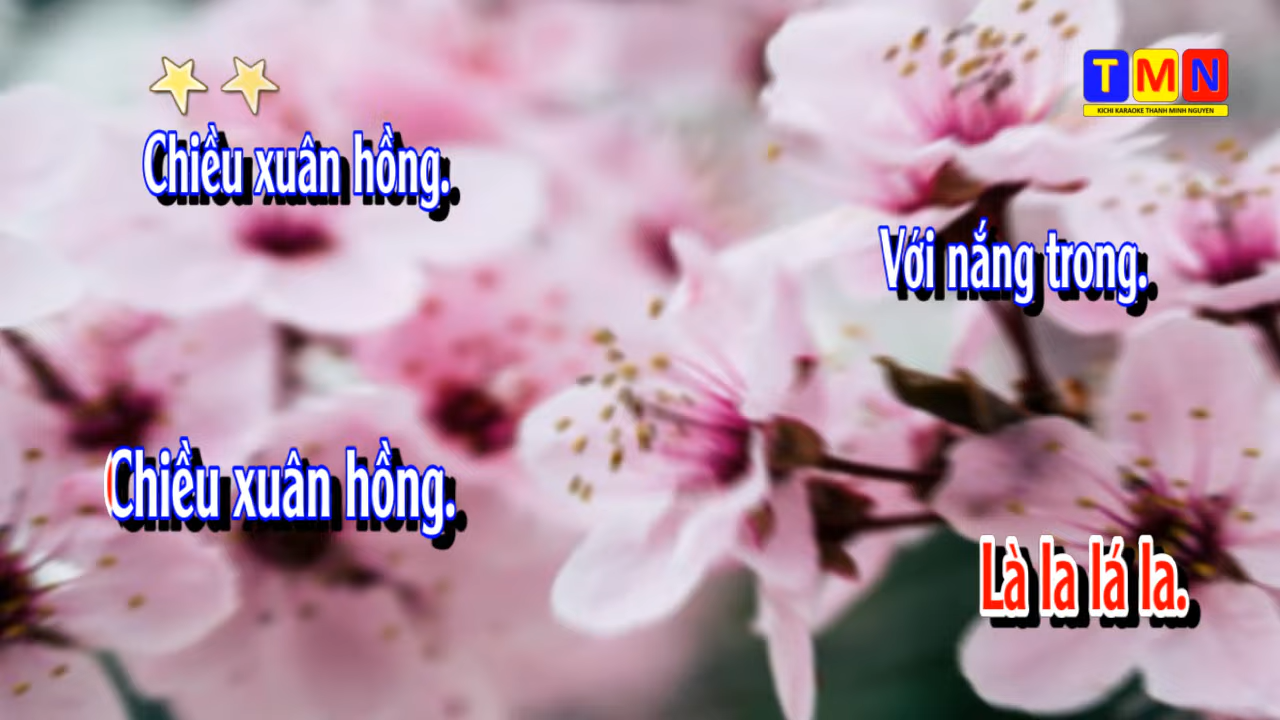 TMN
KICHI KARAOKE THANH MINH NGUYEN
Chiều xuân hồng.
Với nắng trong.
Chiều xuân hồng.
Là la lá la.